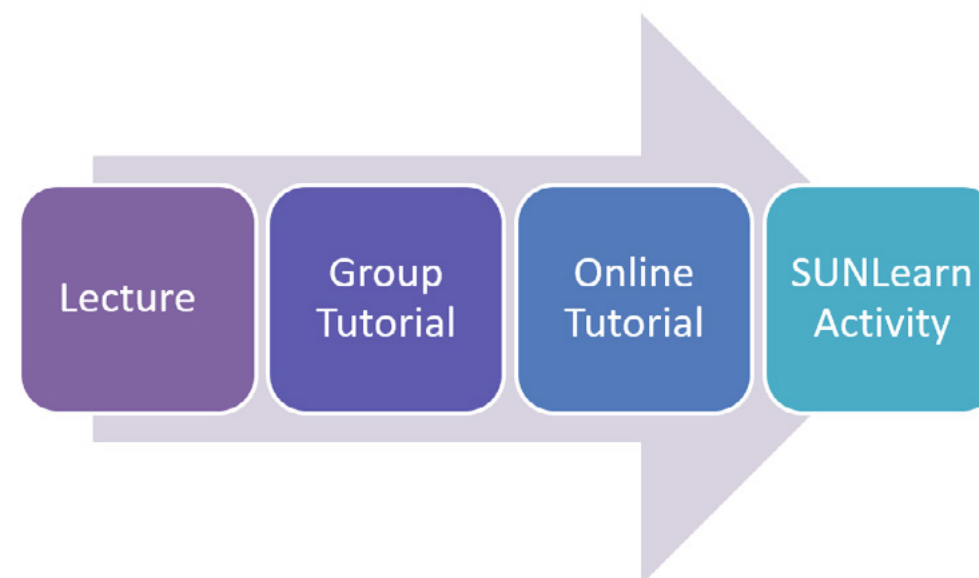 Lecture
Group
Tutorial
Online
Tutorial
SUNLearn
Activity